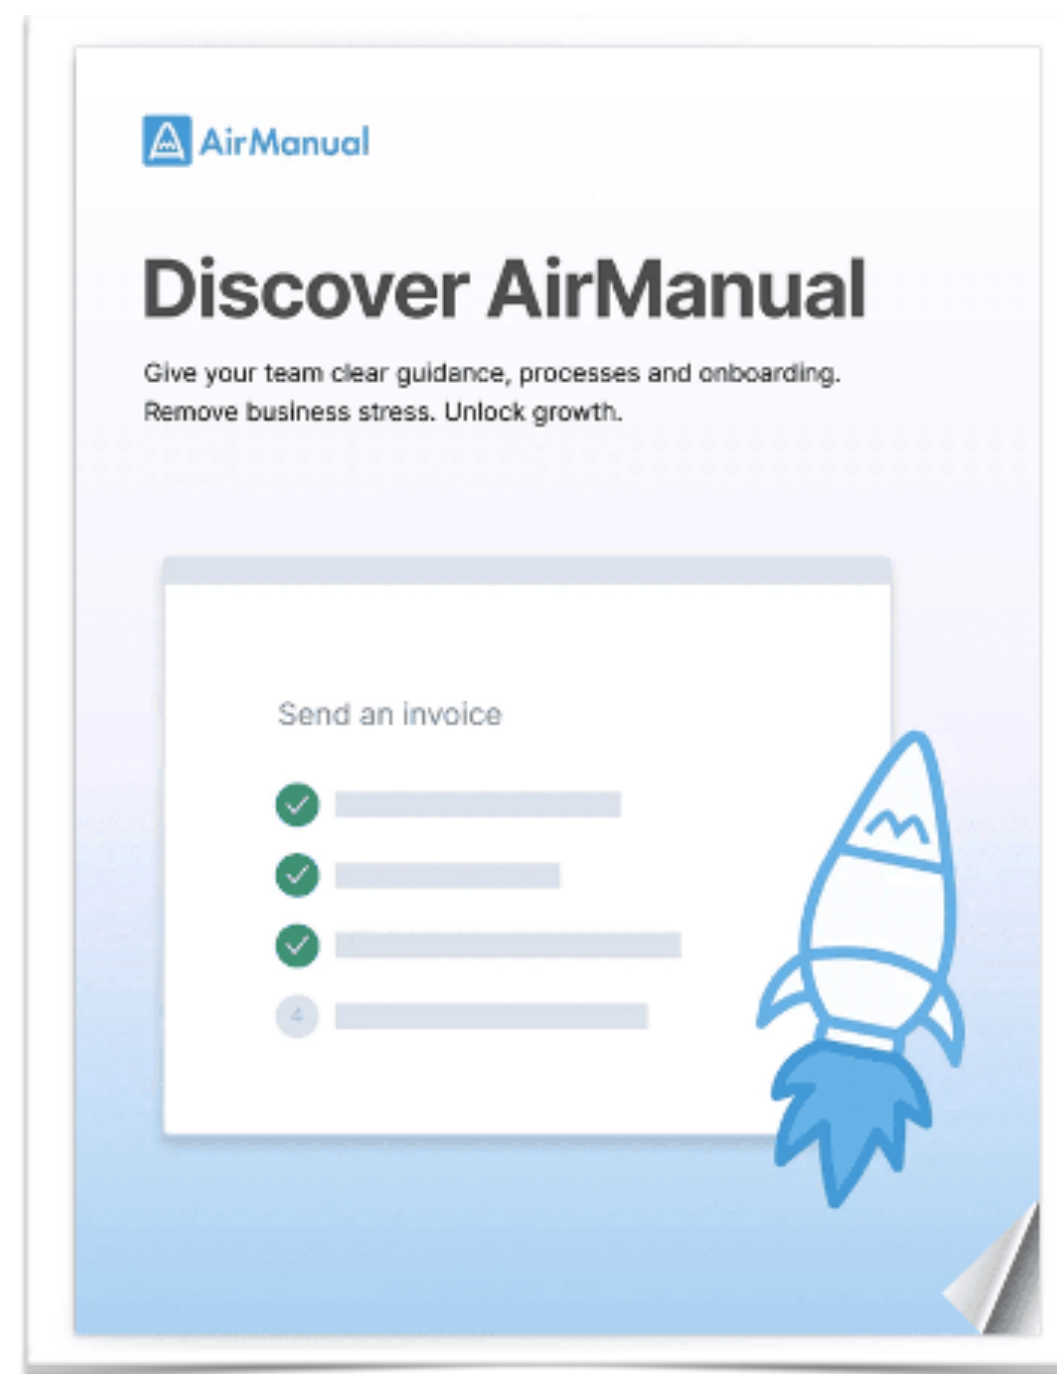 AirManual
Discover AirManual
Give your team clear guidance, processes and onboarding.
Remove business stress. Unlock growth.
Send an invoice
4